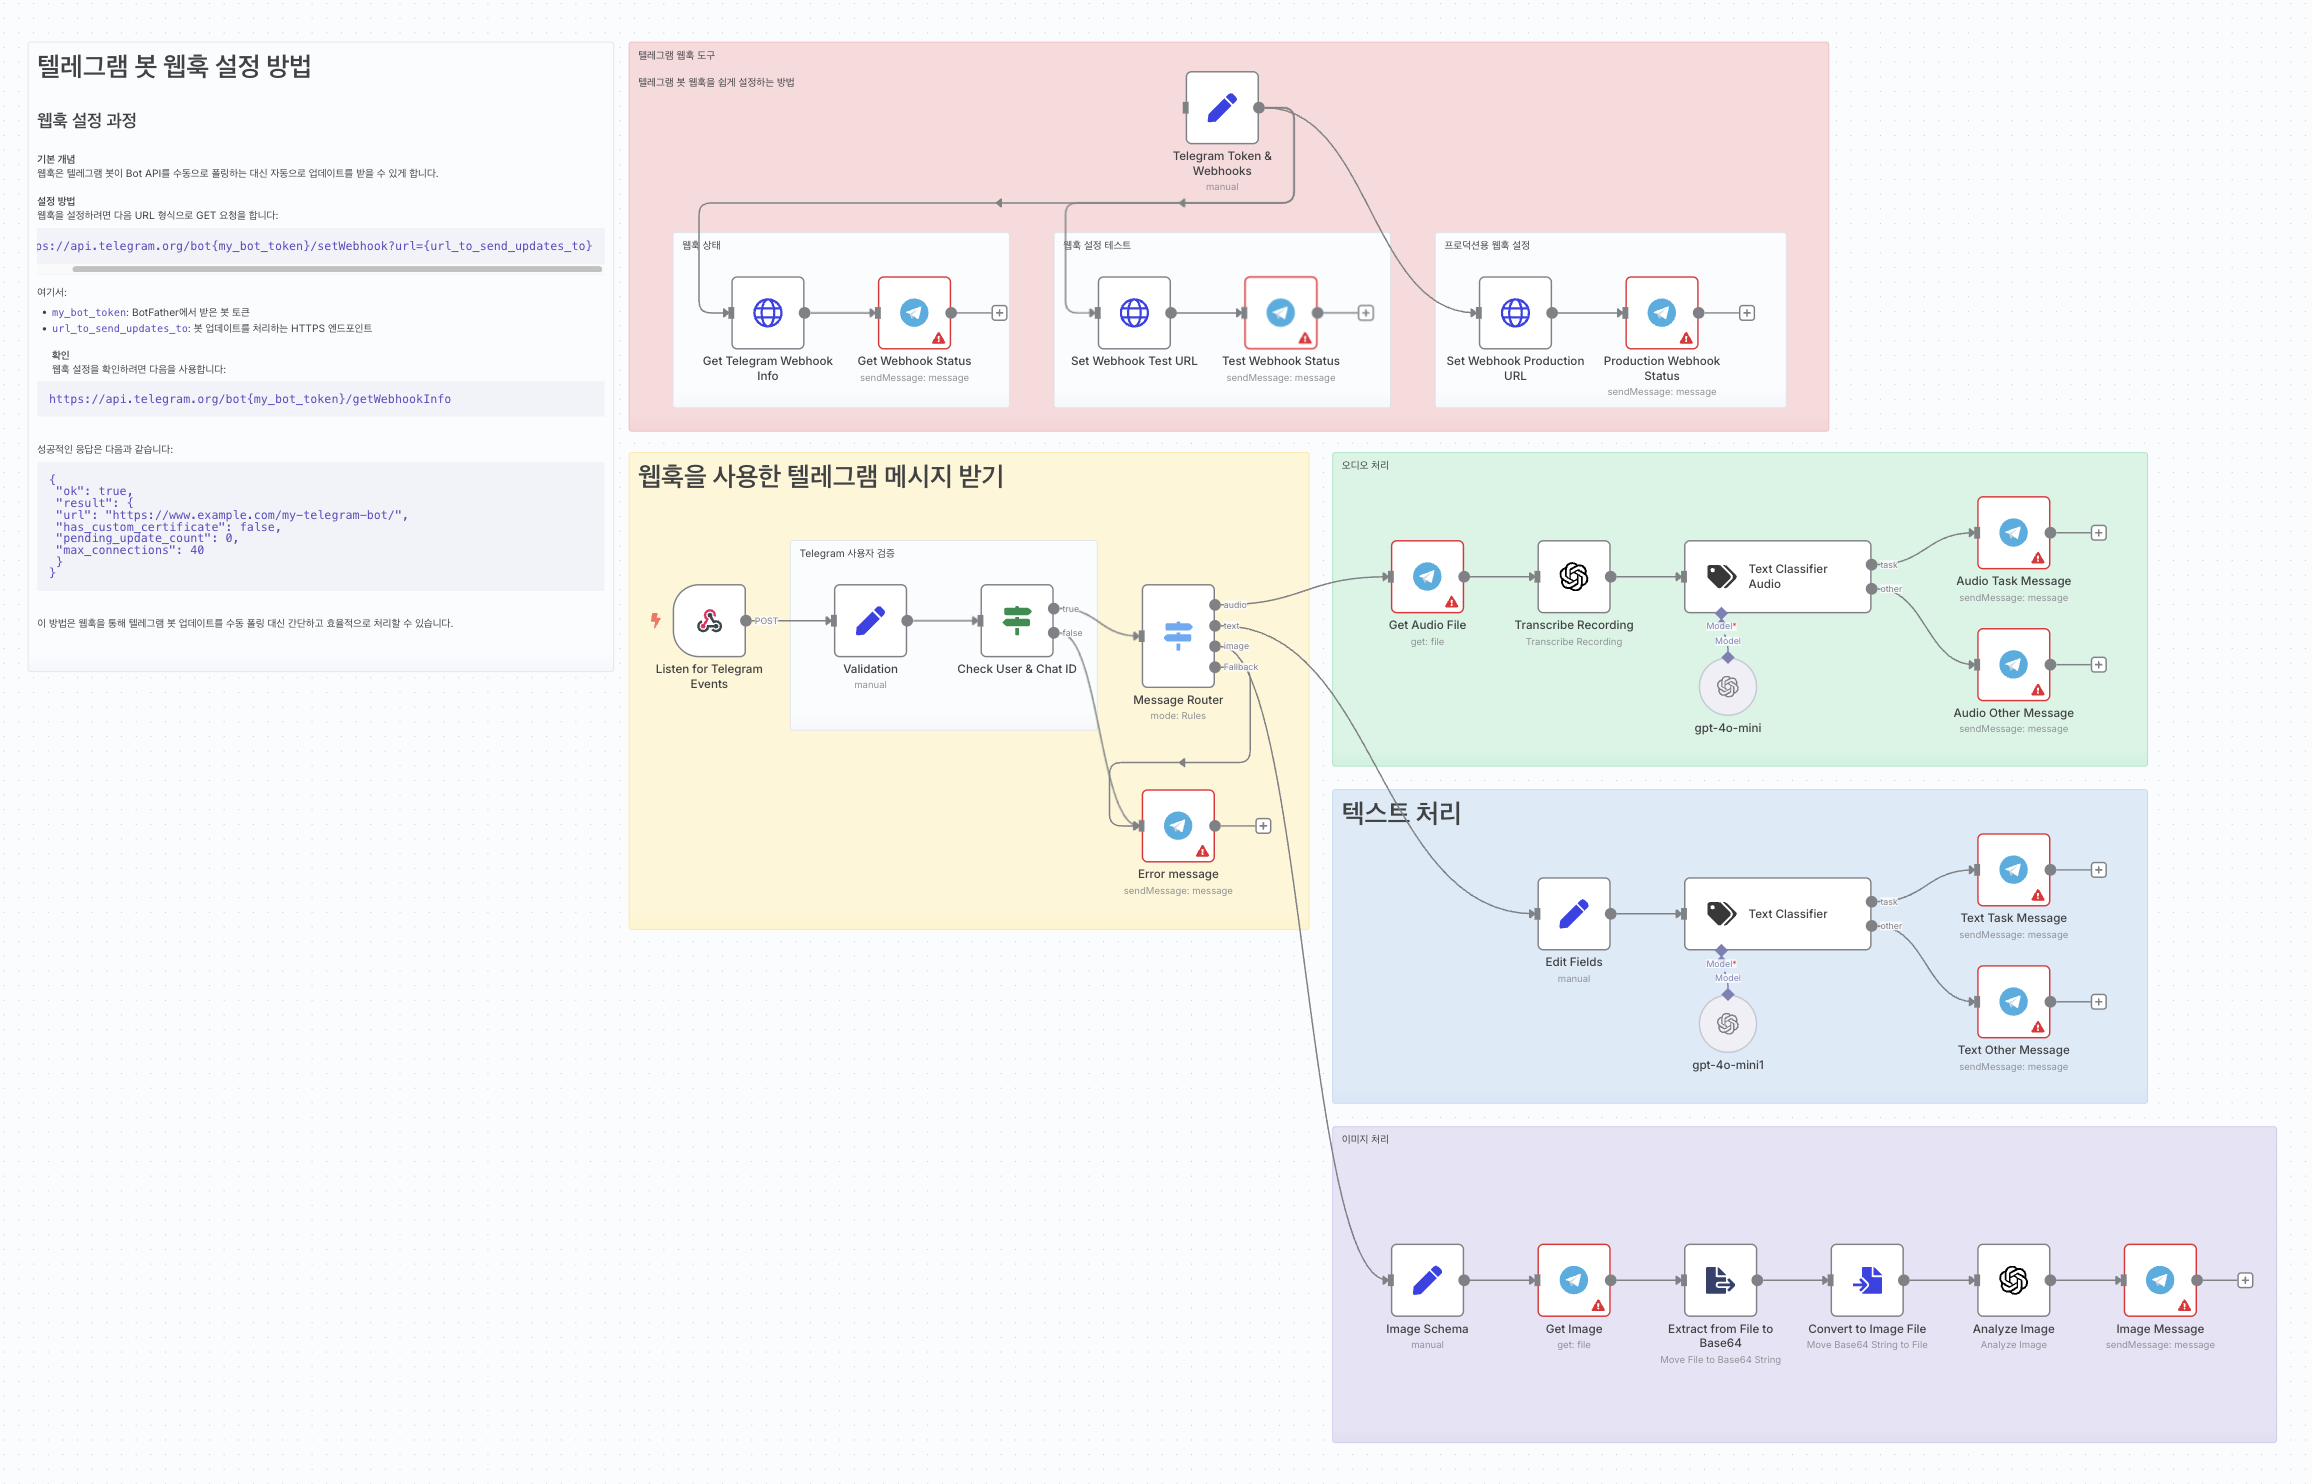 텔레그램 봇 웹훅 설정 방법
웹훅 설정 과정
기본 개념
웹훅은 텔레그램 봇이 Bot API를 수동으로 폴링하는 대신 자동으로 업데이트를 받을 수 있게 합니다.
설정 방법
웹훅을 설정하려면 다음 URL 형식으로 GET 요청을 합니다:
ps://api.telegram.org/bot{my_bot_token}/setWebhook?url={url_to_send_updates_to}
여기서:
• my_bot_token: BotFather에서 받은 봇 토큰
• url_to_send_updates_to: 봇 업데이트를 처리하는 HTTPS 엔드포인트
확인
웹훅 설정을 확인하려면 다음을 사용합니다:
https://api.telegram.org/bot{my_bot_token}/getWebhookInfo
성공적인 응답은 다음과 같습니다:
{
"ok": true,
"result": {
"url": "https://www.example.com/my-telegram-bot/",
"has_custom_certificate": false,
"pending_update_count": 0,
"max_connections": 40
}
}
이 방법은 웹훅을 통해 텔레그램 봇 업데이트를 수동 폴링 대신 간단하고 효율적으로 처리할 수 있습니다.
텔레그램 웹훅 도구
텔레그램 봇 웹훅을 쉽게 설정하는 방법
Telegram Token &
Webhooks
manual
웹훅 상태
Get Telegram Webhook
Info
Get Webhook Status
sendMessage: message
웹훅 설정 테스트
Set Webhook Test URL
Test Webhook Status
sendMessage: message
프로덕션용 웹훅 설정
Set Webhook Production
URL
Production Webhook
Status
sendMessage: message
웹훅을 사용한 텔레그램 메시지 받기
Listen for Telegram
Events
POST
Telegram 사용자 검증
Validation
manual
Check User & Chat ID
true
false
Message Router
mode: Rules
audio
text
image
Fallback
Error message
sendMessage: message
오디오 처리
Get Audio File
get: file
Transcribe Recording
Transcribe Recording
Text Classifier
Audio
task
other
Model*
Model
gpt-4o-mini
Audio Task Message
sendMessage: message
Audio Other Message
sendMessage: message
텍스트 처리
Edit Fields
manual
Text Classifier
task
other
Model*
Model
gpt-4o-mini1
Text Task Message
sendMessage: message
Text Other Message
sendMessage: message
이미지 처리
Image Schema
manual
Get Image
get: file
Extract from File to
Base64
Move File to Base64 String
Convert to Image File
Move Base64 String to File
Analyze Image
Analyze Image
Image Message
sendMessage: message